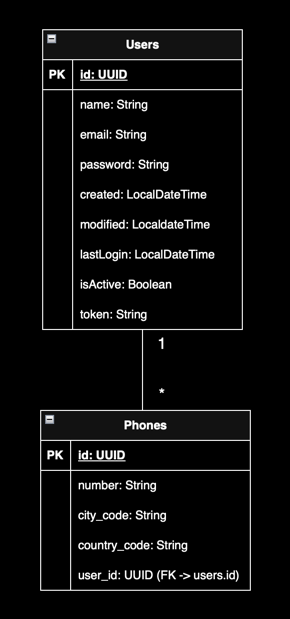 Users
PK id: UUID
name: String
email: String
password: String
created: LocalDateTime
modified: LocaldateTime
lastLogin: LocalDateTime
isActive: Boolean
token: String
1
*
Phones
PK id: UUID
number: String
city_code: String
country_code: String
user_id: UUID (FK -> users.id)